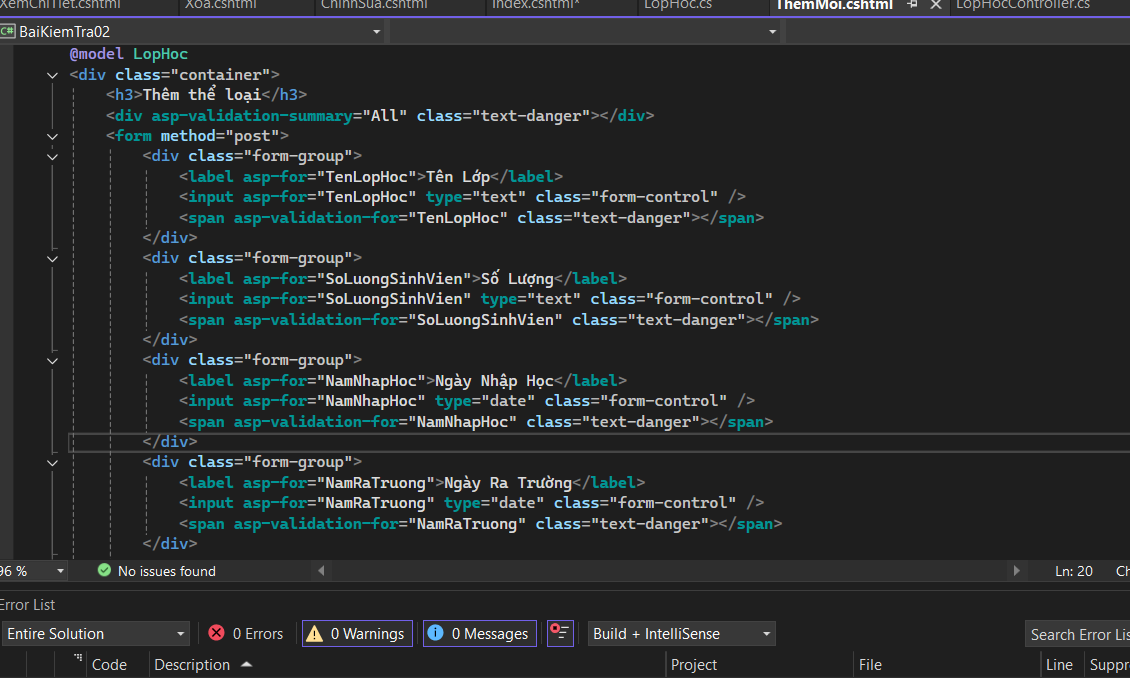 XemChiTiet.cshtml Xoa.cshtml ChinhSua.cshtml Index.cshtml* LopHoc.cs ThemMoi.cshtml LopHocController.cs
C# BaiKiemTra02
@model LopHoc
<div class="container">
<h3>Thêm thể loại</h3>
<div asp-validation-summary="All" class="text-danger"></div>
<form method="post">
<div class="form-group">
<label asp-for="TenLopHoc">Tên Lớp</label>
<input asp-for="TenLopHoc" type="text" class="form-control" />
<span asp-validation-for="TenLopHoc" class="text-danger"></span>
</div>
<div class="form-group">
<label asp-for="SoLuongSinhVien">Số Lượng</label>
<input asp-for="SoLuongSinhVien" type="text" class="form-control" />
<span asp-validation-for="SoLuongSinhVien" class="text-danger"></span>
</div>
<div class="form-group">
<label asp-for="NamNhapHoc">Ngày Nhập Học</label>
<input asp-for="NamNhapHoc" type="date" class="form-control" />
<span asp-validation-for="NamNhapHoc" class="text-danger"></span>
</div>
<div class="form-group">
<label asp-for="NamRaTruong">Ngày Ra Trường</label>
<input asp-for="NamRaTruong" type="date" class="form-control" />
<span asp-validation-for="NamRaTruong" class="text-danger"></span>
</div>
96 % No issues found Ln: 20 Ch
Error List
Entire Solution 0 Errors 0 Warnings 0 Messages Build + IntelliSense Search Error Lis
Code Description Project File Line Suppr